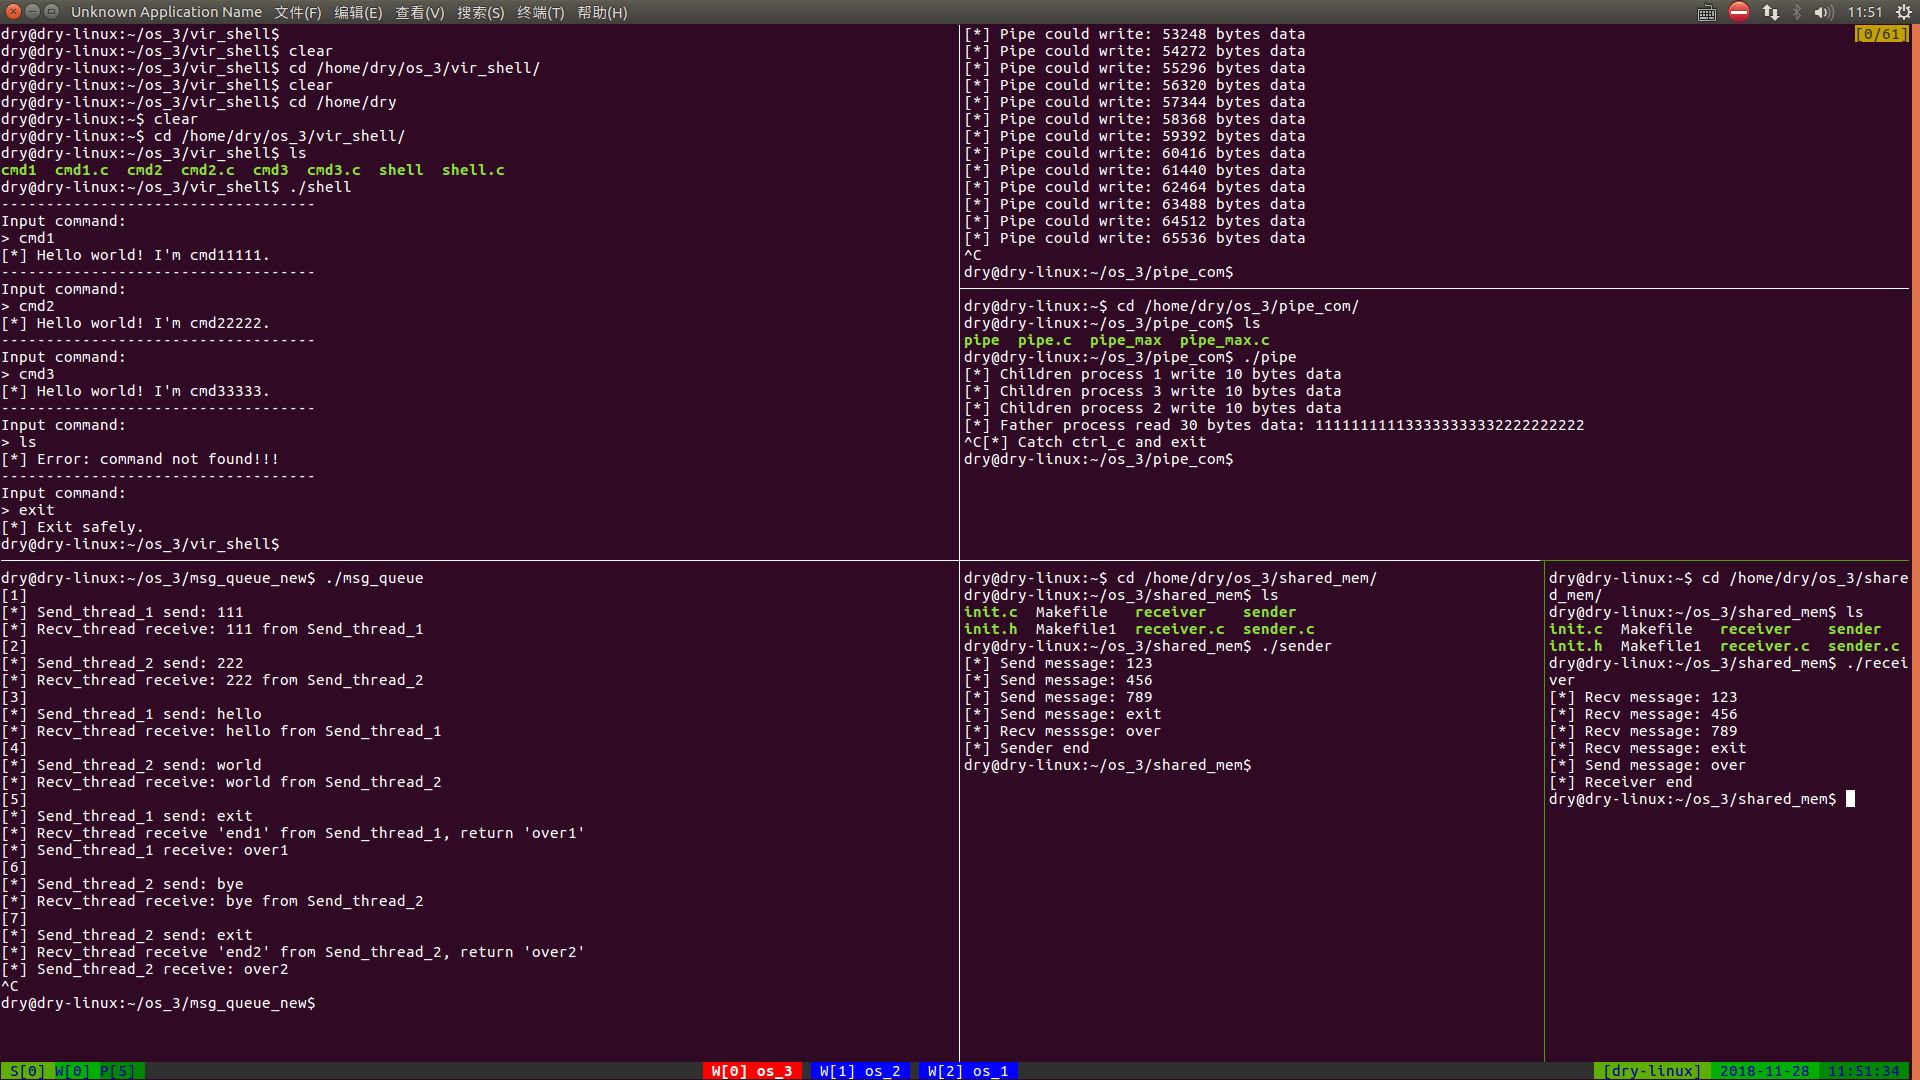 Unknown Application Name 文件(F) 编辑(E) 查看(V) 搜索(S) 终端(T) 帮助(H)
11:51
dry@dry-linux:~/os_3/vir_shell$
dry@dry-linux:~/os_3/vir_shell$ clear
dry@dry-linux:~/os_3/vir_shell$ cd /home/dry/os_3/vir_shell/
dry@dry-linux:~/os_3/vir_shell$ clear
dry@dry-linux:~/os_3/vir_shell$ cd /home/dry
dry@dry-linux:~$ clear
dry@dry-linux:~$ cd /home/dry/os_3/vir_shell/
dry@dry-linux:~/os_3/vir_shell$ ls
cmd1  cmd1.c  cmd2  cmd2.c  cmd3  cmd3.c  shell  shell.c
dry@dry-linux:~/os_3/vir_shell$ ./shell
-----------------------------------
Input command:
> cmd1
[*] Hello world! I'm cmd11111.
-----------------------------------
Input command:
> cmd2
[*] Hello world! I'm cmd22222.
-----------------------------------
Input command:
> cmd3
[*] Hello world! I'm cmd33333.
-----------------------------------
Input command:
> ls
[*] Error: command not found!!!
-----------------------------------
Input command:
> exit
[*] Exit safely.
dry@dry-linux:~/os_3/vir_shell$
[*] Pipe could write: 53248 bytes data
[0/61]
[*] Pipe could write: 54272 bytes data
[*] Pipe could write: 55296 bytes data
[*] Pipe could write: 56320 bytes data
[*] Pipe could write: 57344 bytes data
[*] Pipe could write: 58368 bytes data
[*] Pipe could write: 59392 bytes data
[*] Pipe could write: 60416 bytes data
[*] Pipe could write: 61440 bytes data
[*] Pipe could write: 62464 bytes data
[*] Pipe could write: 63488 bytes data
[*] Pipe could write: 64512 bytes data
[*] Pipe could write: 65536 bytes data
^C
dry@dry-linux:~/os_3/pipe_com$
dry@dry-linux:~$ cd /home/dry/os_3/pipe_com/
dry@dry-linux:~/os_3/pipe_com$ ls
pipe  pipe.c  pipe_max  pipe_max.c
dry@dry-linux:~/os_3/pipe_com$ ./pipe
[*] Children process 1 write 10 bytes data
[*] Children process 3 write 10 bytes data
[*] Children process 2 write 10 bytes data
[*] Father process read 30 bytes data: 111111111133333333332222222222
^C[*] Catch ctrl_c and exit
dry@dry-linux:~/os_3/pipe_com$
dry@dry-linux:~/os_3/msg_queue_new$ ./msg_queue
[1]
[*] Send_thread_1 send: 111
[*] Recv_thread receive: 111 from Send_thread_1
[2]
[*] Send_thread_2 send: 222
[*] Recv_thread receive: 222 from Send_thread_2
[3]
[*] Send_thread_1 send: hello
[*] Recv_thread receive: hello from Send_thread_1
[4]
[*] Send_thread_2 send: world
[*] Recv_thread receive: world from Send_thread_2
[5]
[*] Send_thread_1 send: exit
[*] Recv_thread receive 'end1' from Send_thread_1, return 'over1'
[*] Send_thread_1 receive: over1
[6]
[*] Send_thread_2 send: bye
[*] Recv_thread receive: bye from Send_thread_2
[7]
[*] Send_thread_2 send: exit
[*] Recv_thread receive 'end2' from Send_thread_2, return 'over2'
[*] Send_thread_2 receive: over2
^C
dry@dry-linux:~/os_3/msg_queue_new$
dry@dry-linux:~$ cd /home/dry/os_3/shared_mem/
dry@dry-linux:~/os_3/shared_mem$ ls
init.c  Makefile   receiver    sender
init.h  Makefile1  receiver.c  sender.c
dry@dry-linux:~/os_3/shared_mem$ ./sender
[*] Send message: 123
[*] Send message: 456
[*] Send message: 789
[*] Send message: exit
[*] Recv messsge: over
[*] Sender end
dry@dry-linux:~/os_3/shared_mem$
dry@dry-linux:~$ cd /home/dry/os_3/share
d_mem/
dry@dry-linux:~/os_3/shared_mem$ ls
init.c  Makefile   receiver    sender
init.h  Makefile1  receiver.c  sender.c
dry@dry-linux:~/os_3/shared_mem$ ./recei
ver
[*] Recv message: 123
[*] Recv message: 456
[*] Recv message: 789
[*] Recv message: exit
[*] Send message: over
[*] Receiver end
dry@dry-linux:~/os_3/shared_mem$
S[0] W[0] P[5] W[0] os_3 W[1] os_2 W[2] os_1 [dry-linux] 2018-11-28 11:51:34